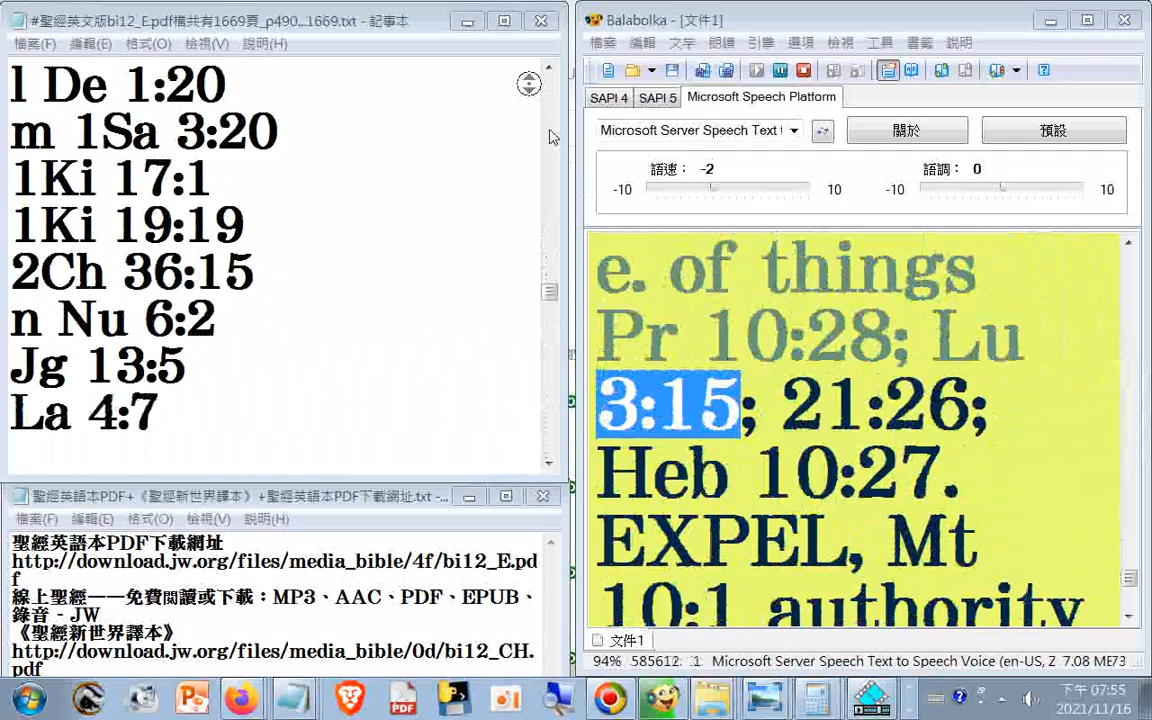 #聖經英文版bi12_E.pdf檔共有1669頁_p490...1669.txt - 記事本
檔案(F) 編輯(E) 格式(O) 檢視(V) 說明(H)
l De 1:20
m 1Sa 3:20
1Ki 17:1
1Ki 19:19
2Ch 36:15
n Nu 6:2
Jg 13:5
La 4:7
聖經英語本PDF+《聖經新世界譯本》+聖經英語本PDF下載網址.txt -...
檔案(F) 編輯(E) 格式(O) 檢視(V) 說明(H)
聖經英語本PDF下載網址
http://download.jw.org/files/media_bible/4f/bi12_E.pd
f
線上聖經——免費閱讀或下載：MP3、AAC、PDF、EPUB、
錄音 - JW
《聖經新世界譯本》
http://download.jw.org/files/media_bible/0d/bi12_CH.
pdf
Balabolka - [文件1]
檔案 編輯 文字 朗讀 引擎 選項 檢視 工具 書籤 說明
SAPI 4 SAPI 5 Microsoft Speech Platform
Microsoft Server Speech Text 關於 預設
語速： -2 語調： 0
-10 10 -10 10
e. of things
Pr 10:28; Lu
3:15; 21:26;
Heb 10:27.
EXPEL, Mt
10:1 authority
文件1
94% 585612: 1 Microsoft Server Speech Text to Speech Voice (en-US, Z 7.08 ME73
PDF
下午 07:55
2021/11/16